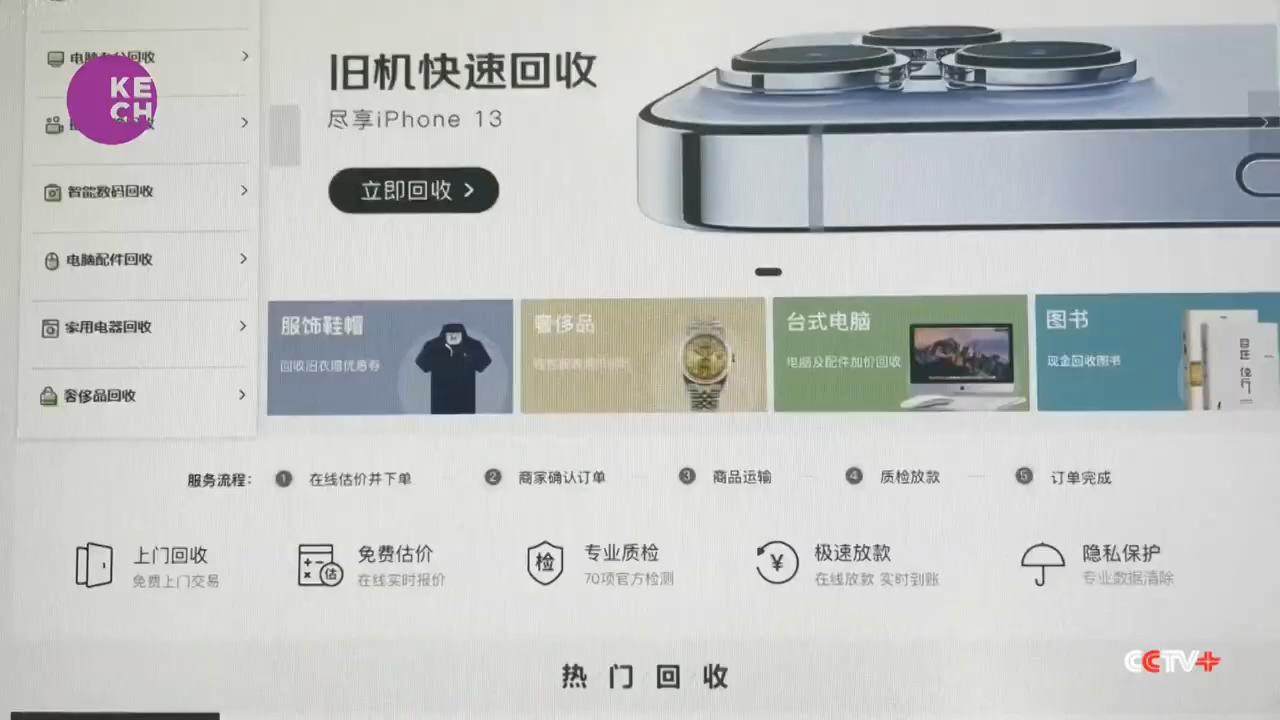 KE
CH
旧机快速回收
尽享iPhone 13
立即回收
智能数码回收
电脑配件回收
家用电器回收
奢侈品回收
服饰鞋帽
回收旧衣赠优惠券
奢侈品
台式电脑
电脑及配件加价回收
图书
现金回收图书
服务流程:
1 在线估价并下单
2 商家确认订单
3 商品运输
4 质检放款
5 订单完成
上门回收
免费上门交易
估
免费估价
在线实时报价
检
专业质检
70项官方检测
¥
极速放款
在线放款 实时到账
隐私保护
专业数据清除
热门回收
CCTV+